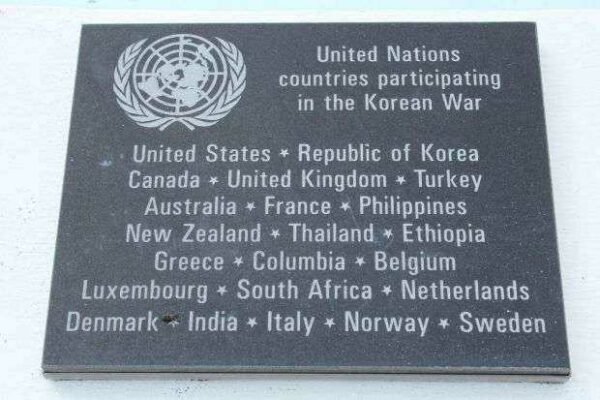 United Nations
countries participating
in the Korean War
United States ★ Republic of Korea
Canada ★ United Kingdom ★ Turkey
Australia ★ France ★ Philippines
New Zealand ★ Thailand ★ Ethiopia
Greece ★ Columbia ★ Belgium
Luxembourg ★ South Africa ★ Netherlands
Denmark ★ India ★ Italy ★ Norway ★ Sweden